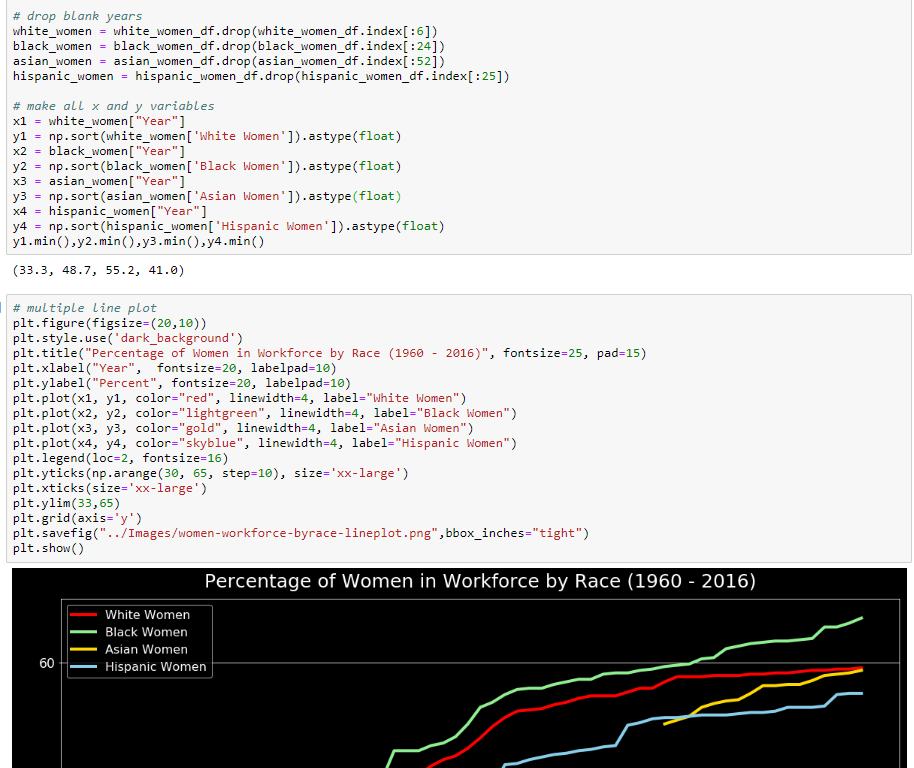 # drop blank years
white_women = white_women_df.drop(white_women_df.index[:6])
black_women = black_women_df.drop(black_women_df.index[:24])
asian_women = asian_women_df.drop(asian_women_df.index[:52])
hispanic_women = hispanic_women_df.drop(hispanic_women_df.index[:25])
# make all x and y variables
x1 = white_women["Year"]
y1 = np.sort(white_women['White Women']).astype(float)
x2 = black_women["Year"]
y2 = np.sort(black_women['Black Women']).astype(float)
x3 = asian_women["Year"]
y3 = np.sort(asian_women['Asian Women']).astype(float)
x4 = hispanic_women["Year"]
y4 = np.sort(hispanic_women['Hispanic Women']).astype(float)
y1.min(),y2.min(),y3.min(),y4.min()
(33.3, 48.7, 55.2, 41.0)
# multiple line plot
plt.figure(figsize=(20,10))
plt.style.use('dark_background')
plt.title("Percentage of Women in Workforce by Race (1960 - 2016)", fontsize=25, pad=15)
plt.xlabel("Year",  fontsize=20, labelpad=10)
plt.ylabel("Percent", fontsize=20, labelpad=10)
plt.plot(x1, y1, color="red", linewidth=4, label="White Women")
plt.plot(x2, y2, color="lightgreen", linewidth=4, label="Black Women")
plt.plot(x3, y3, color="gold", linewidth=4, label="Asian Women")
plt.plot(x4, y4, color="skyblue", linewidth=4, label="Hispanic Women")
plt.legend(loc=2, fontsize=16)
plt.yticks(np.arange(30, 65, step=10), size='xx-large')
plt.xticks(size='xx-large')
plt.ylim(33,65)
plt.grid(axis='y')
plt.savefig("../Images/women-workforce-byrace-lineplot.png",bbox_inches="tight")
plt.show()
Percentage of Women in Workforce by Race (1960 - 2016)
White Women
Black Women
Asian Women
Hispanic Women
60